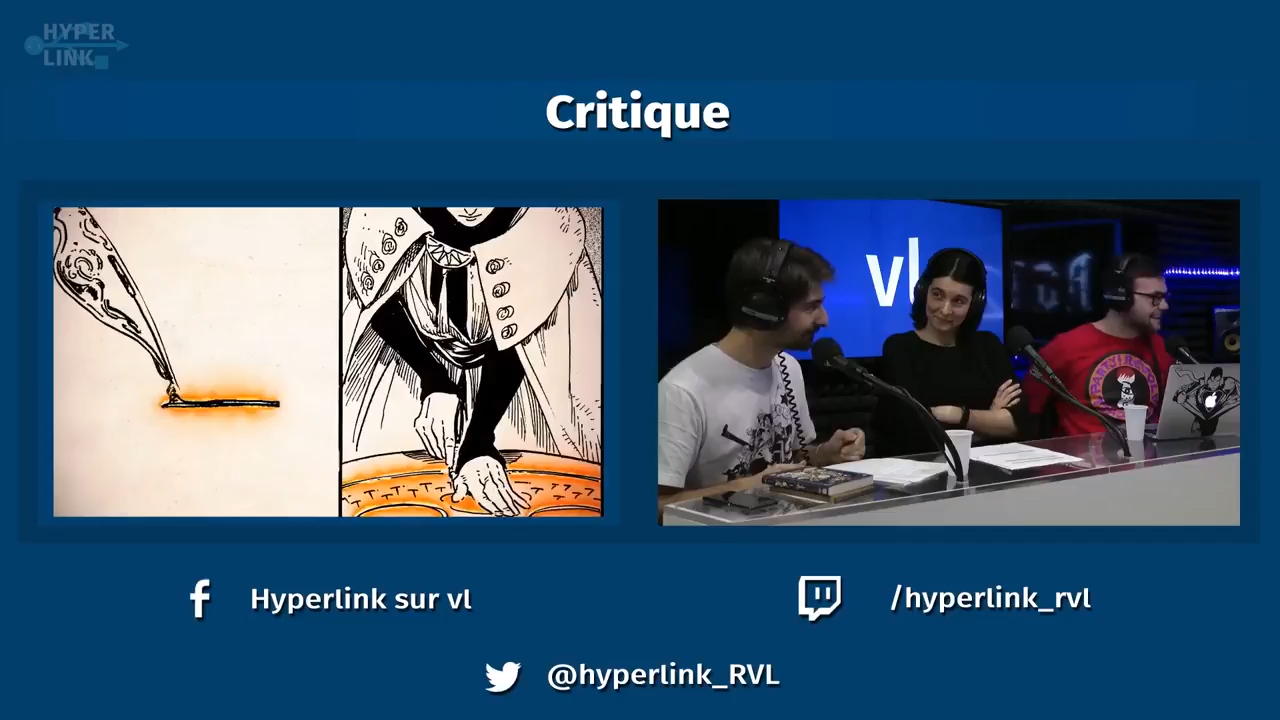 HYPER
LINK
Critique
vl
Hyperlink sur vl
/hyperlink_rvl
@hyperlink_RVL